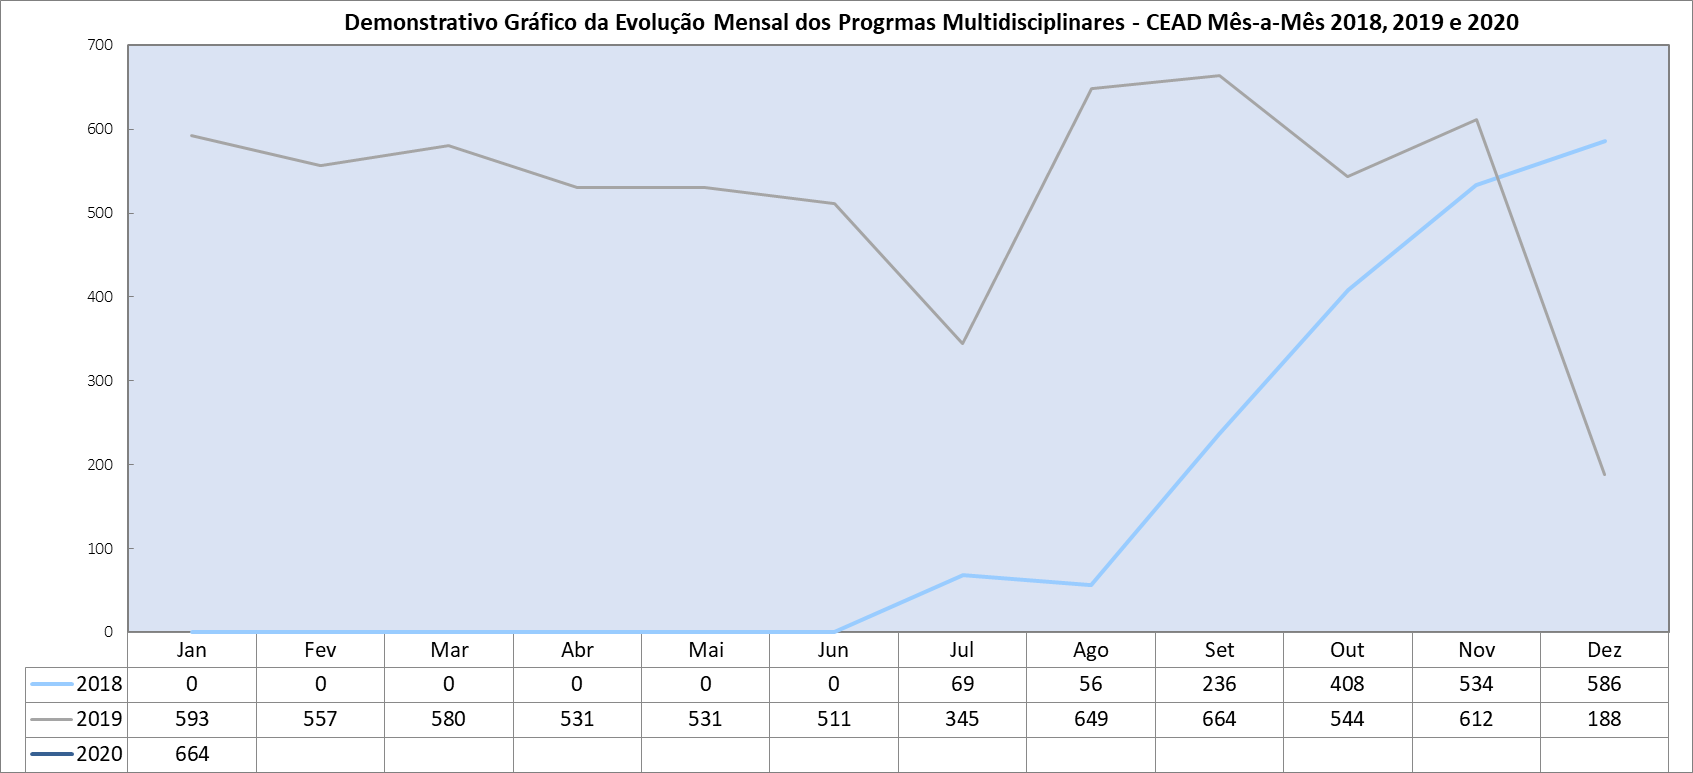 Demonstrativo Gráfico da Evolução Mensal dos Progrmas Multidisciplinares - CEAD Mês-a-Mês 2018, 2019 e 2020
700
600
500
400
300
200
100
0
Jan Fev Mar Abr Mai Jun Jul Ago Set Out Nov Dez
2018 0 0 0 0 0 0 69 56 236 408 534 586
2019 593 557 580 531 531 511 345 649 664 544 612 188
2020 664